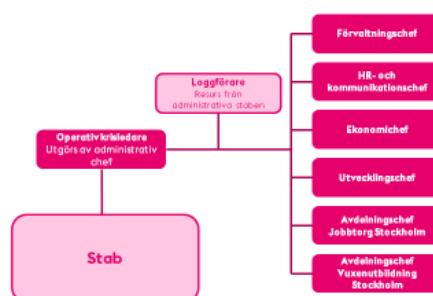 Förvaltningschef
Loggförare
Resurs från
administrativa staben
HR- och
kommunikationschef
Operativ krisledare
Utgörs av administrativ
chef
Ekonomichef
Utvecklingschef
Stab
Avdelningschef
Jobbtorg Stockholm
Avdelningschef
Vuxenutbildning
Stockholm